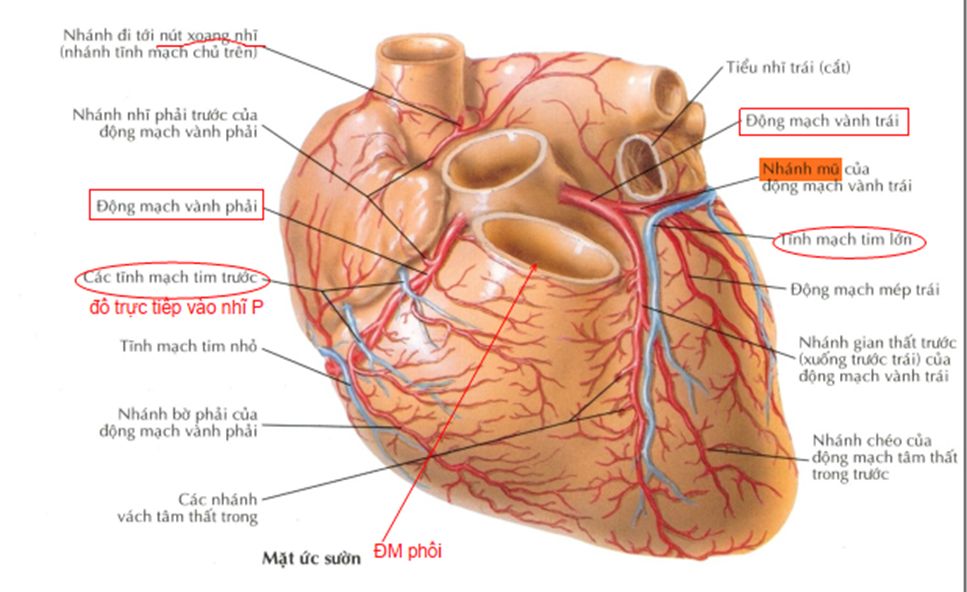 Nhánh đi tới nút xoang nhĩ
(nhánh tĩnh mạch chủ trên)
Nhánh nhĩ phải trước của
động mạch vành phải
Động mạch vành phải
Các tĩnh mạch tim trước
đổ trực tiếp vào nhĩ P
Tĩnh mạch tim nhỏ
Nhánh bờ phải của
động mạch vành phải
Các nhánh
vách tâm thất trong
Mặt ức sườn
ĐM phổi
Tiểu nhĩ trái (cắt)
Động mạch vành trái
Nhánh mũ của
động mạch vành trái
Tĩnh mạch tim lớn
Động mạch mép trái
Nhánh gian thất trước
(xuống trước trái) của
động mạch vành trái
Nhánh chéo của
động mạch tâm thất
trong trước